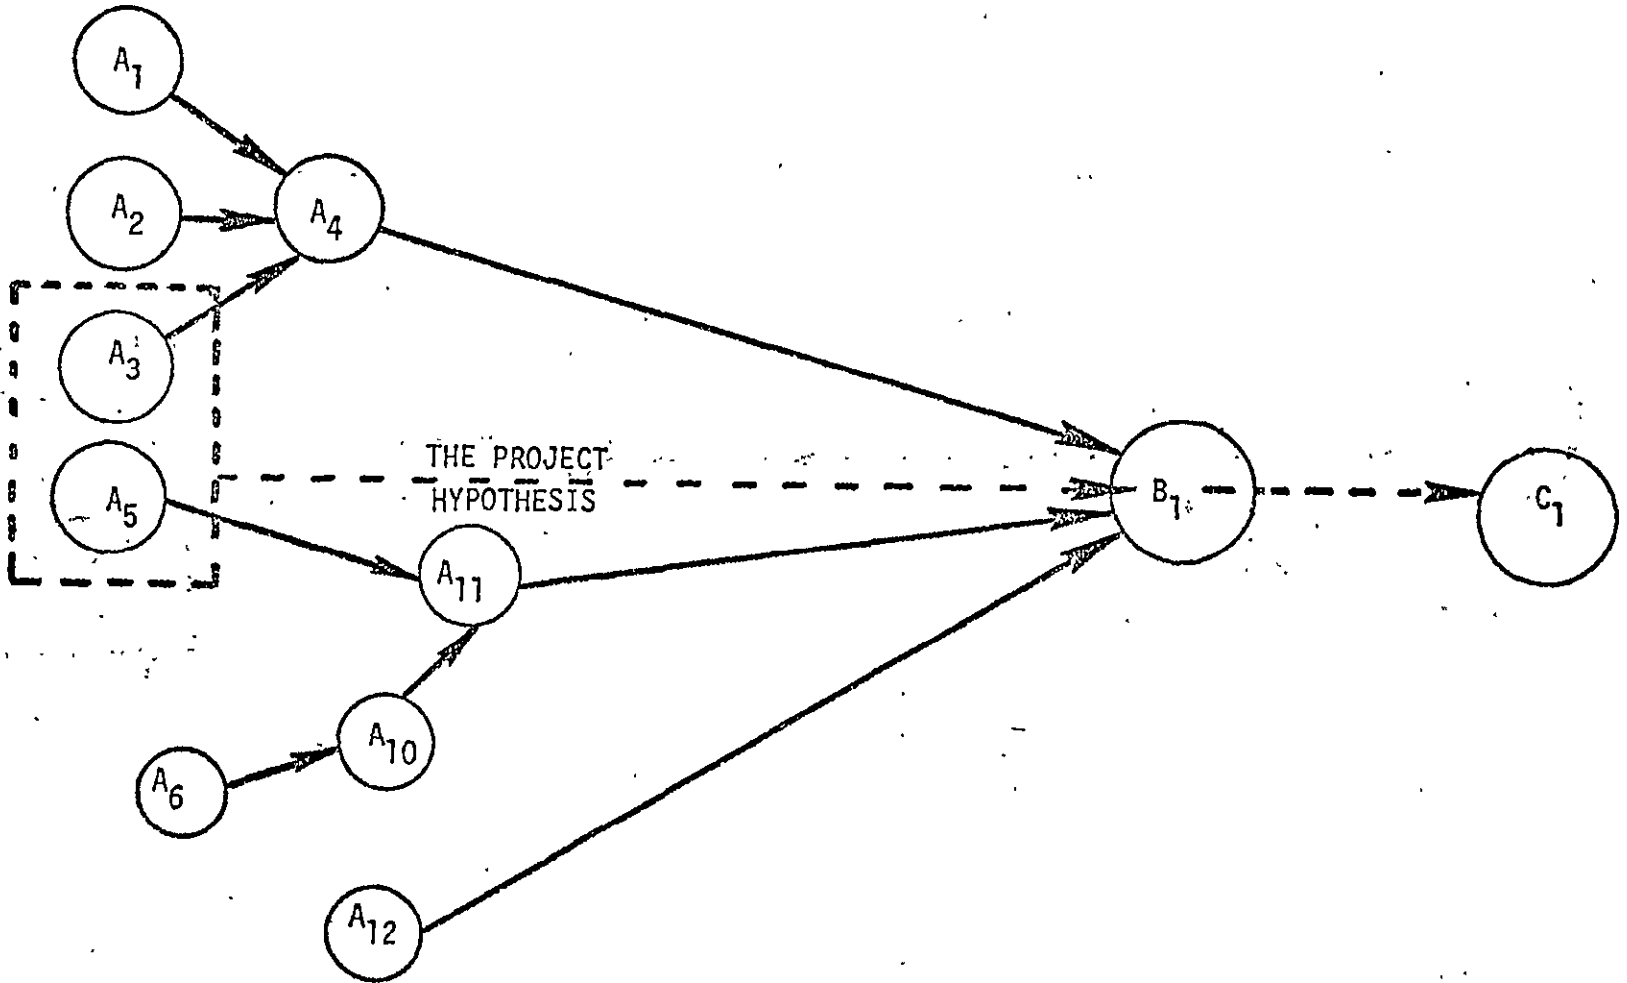 A1
A2
A4
A3
THE PROJECT
HYPOTHESIS
A5
B1
C1
A11
A10
A6
A12